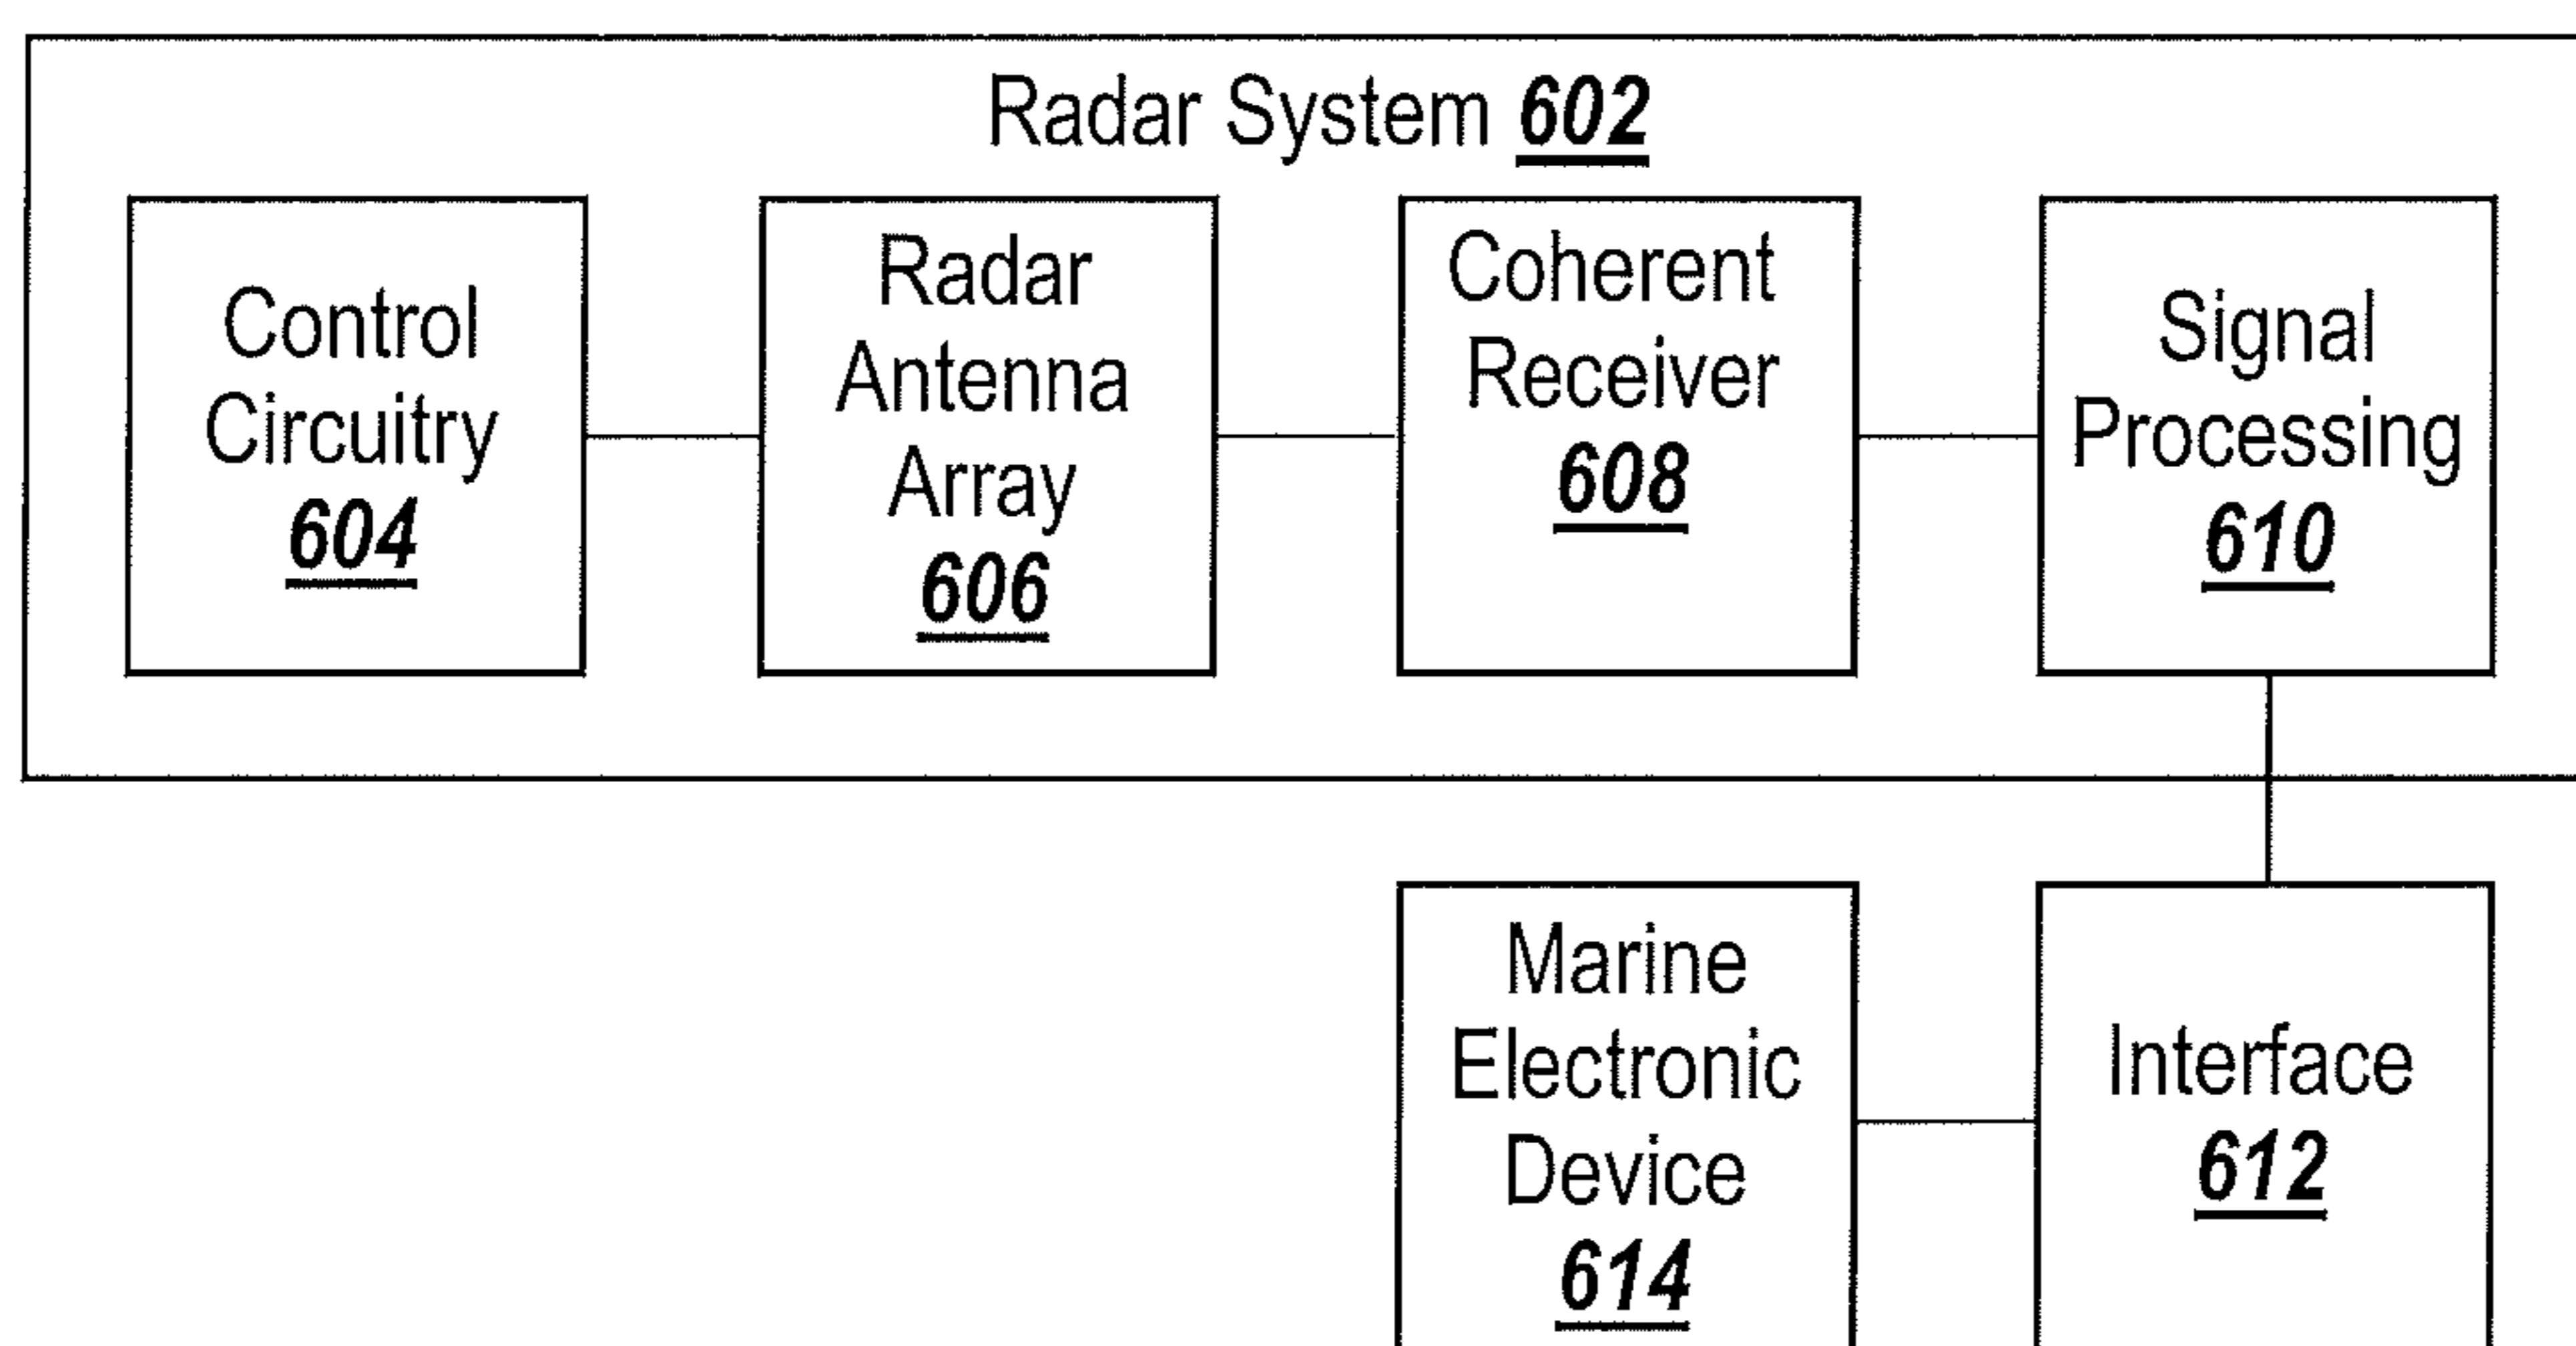 Radar System 602
Control
Circuitry
604
Radar
Antenna
Array
606
Coherent
Receiver
608
Signal
Processing
610
Marine
Electronic
Device
614
Interface
612